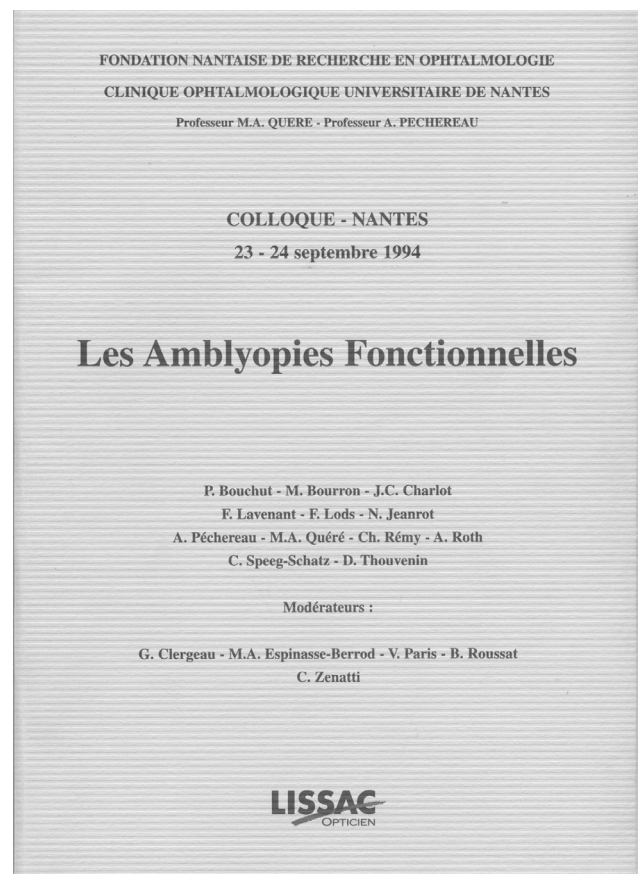 FONDATION NANTAISE DE RECHERCHE EN OPHTALMOLOGIE
CLINIQUE OPHTALMOLOGIQUE UNIVERSITAIRE DE NANTES
Professeur M.A. QUERE - Professeur A. PECHEREAU
COLLOQUE - NANTES
23 - 24 septembre 1994
Les Amblyopies Fonctionnelles
P. Bouchut - M. Bourron - J.C. Charlot
F. Lavenant - F. Lods - N. Jeanrot
A. Péchereau - M.A. Quéré - Ch. Rémy - A. Roth
C. Speeg-Schatz - D. Thouvenin
Modérateurs :
G. Clergeau - M.A. Espinasse-Berrod - V. Paris - B. Roussat
C. Zenatti
LISSAC
OPTICIEN